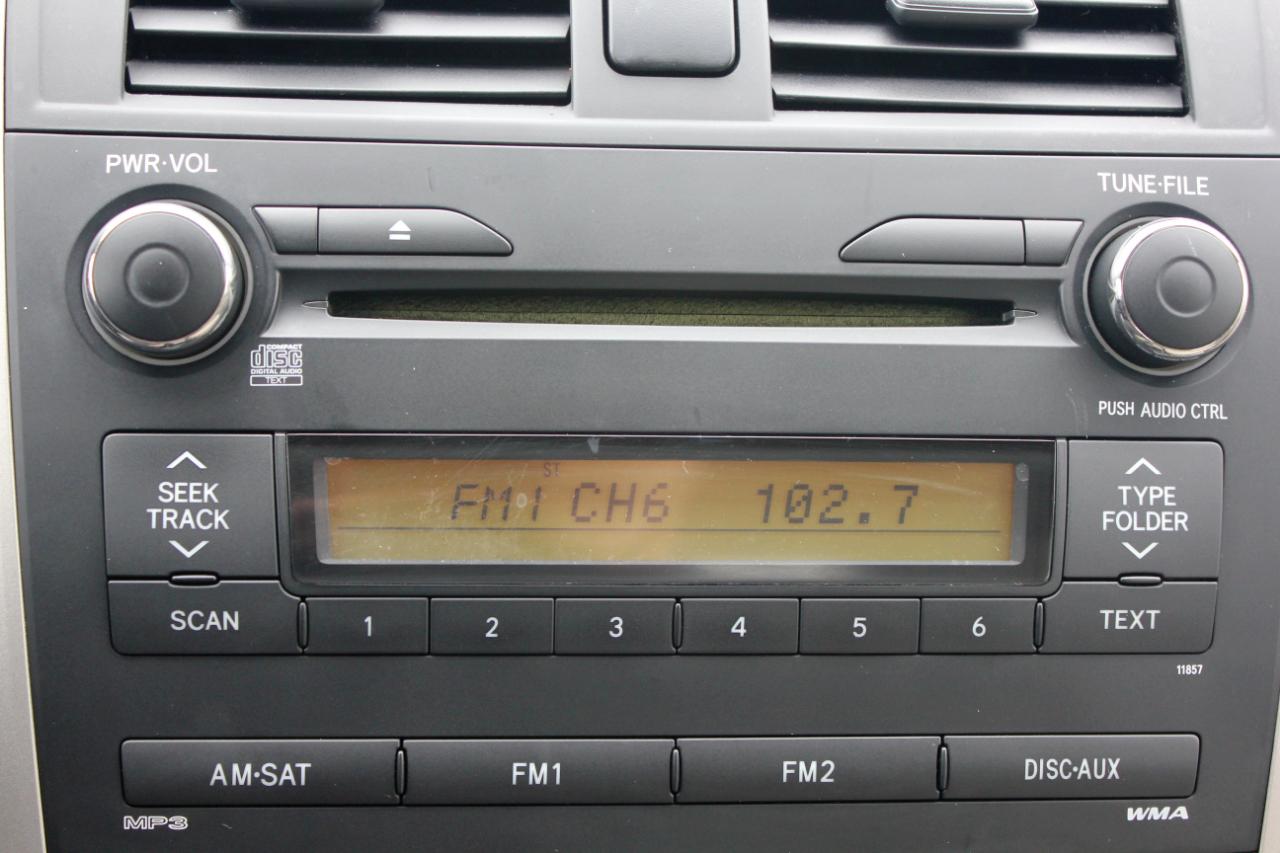 PWR·VOL
TUNE·FILE
COMPACT
disc
DIGITAL AUDIO
TEXT
PUSH AUDIO CTRL
SEEK
TRACK
ST
FM1 CH6 102.7
TYPE
FOLDER
SCAN
1
2
3
4
5
6
TEXT
11857
AM·SAT
FM1
FM2
DISC·AUX
MP3
WMA